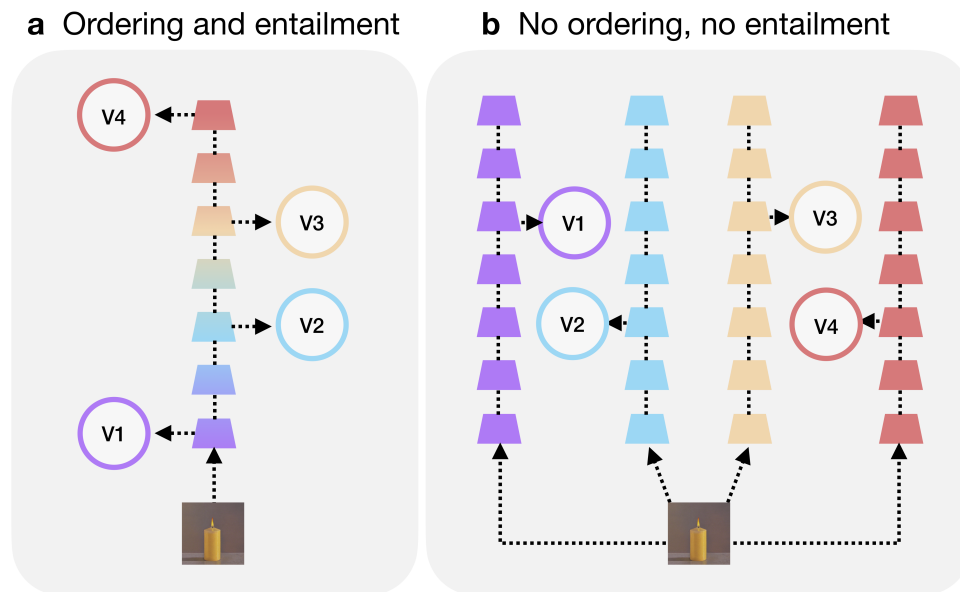 a Ordering and entailment
b No ordering, no entailment
V4
V3
V2
V1
V1
V3
V2
V4